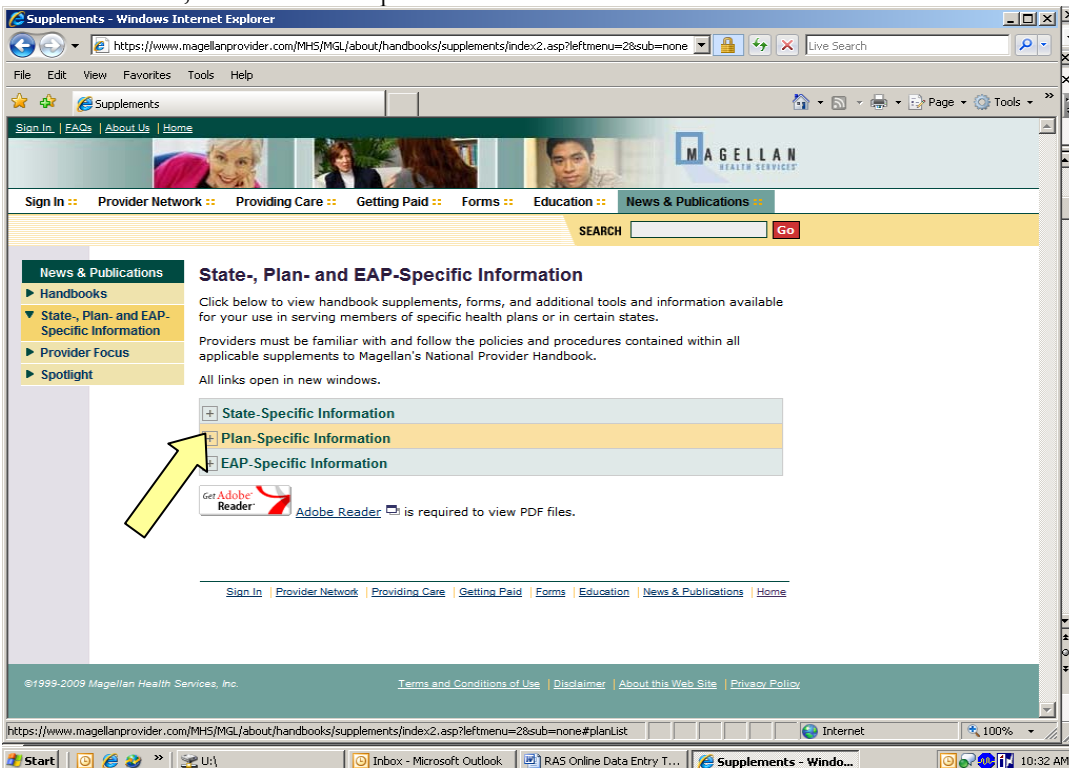 Supplements - Windows Internet Explorer
https://www.magellanprovider.com/MHS/MGL/about/handbooks/supplements/index2.asp?leftmenu=2&sub=none
Live Search
File Edit View Favorites Tools Help
Supplements
Page Tools
Sign In | FAQs | About Us | Home
MAGELLAN
HEALTH SERVICES
Sign In :: Provider Network :: Providing Care :: Getting Paid :: Forms :: Education :: News & Publications ::
SEARCH Go
News & Publications
Handbooks
State-, Plan- and EAP-
Specific Information
Provider Focus
Spotlight
State-, Plan- and EAP-Specific Information
Click below to view handbook supplements, forms, and additional tools and information available
for your use in serving members of specific health plans or in certain states.
Providers must be familiar with and follow the policies and procedures contained within all
applicable supplements to Magellan's National Provider Handbook.
All links open in new windows.
State-Specific Information
Plan-Specific Information
EAP-Specific Information
Get Adobe
Reader
Adobe Reader is required to view PDF files.
Sign In | Provider Network | Providing Care | Getting Paid | Forms | Education | News & Publications | Home
©1999-2009 Magellan Health Services, Inc.
Terms and Conditions of Use | Disclaimer | About this Web Site | Privacy Policy
https://www.magellanprovider.com/MHS/MGL/about/handbooks/supplements/index2.asp?leftmenu=2&sub=none#planList
Internet
100%
Start
U:\
Inbox - Microsoft Outlook
RAS Online Data Entry T...
Supplements - Windo...
10:32 AM